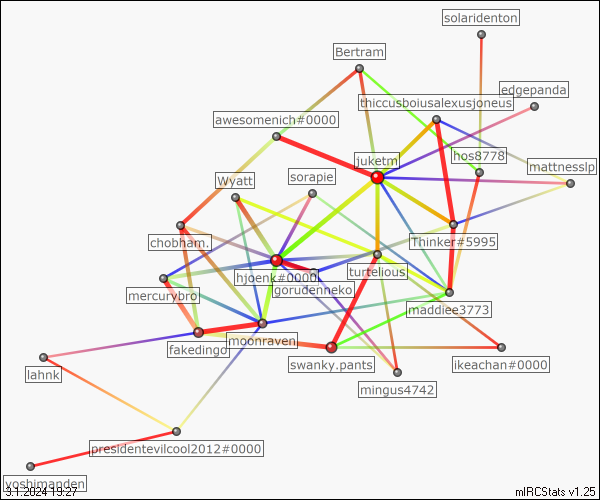 solaridenton
Bertram
edgepanda
thiccusboiusalexusjoneus
awesomenich#0000
juketm
hos8778
mattnesslp
Wyatt
sorapie
chobham.
Thinker#5995
hjoenk#0000
turtelious
gorudenneko
mercurybro
maddiee3773
moonraven
fakedingo
swanky.pants
ikeachan#0000
lahnk
mingus4742
presidentevilcool2012#0000
yoshimanden
3.1.2024 19:27
mIRCStats v1.25